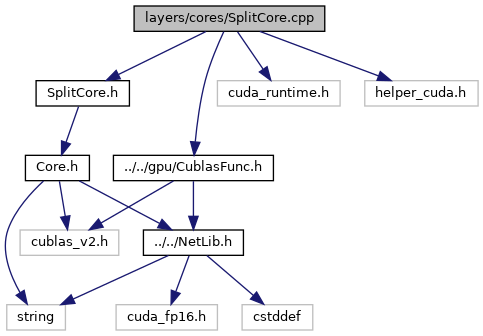 layers/cores/SplitCore.cpp
SplitCore.h
cuda_runtime.h
helper_cuda.h
Core.h
../../gpu/CublasFunc.h
cublas_v2.h
../../NetLib.h
string
cuda_fp16.h
cstddef